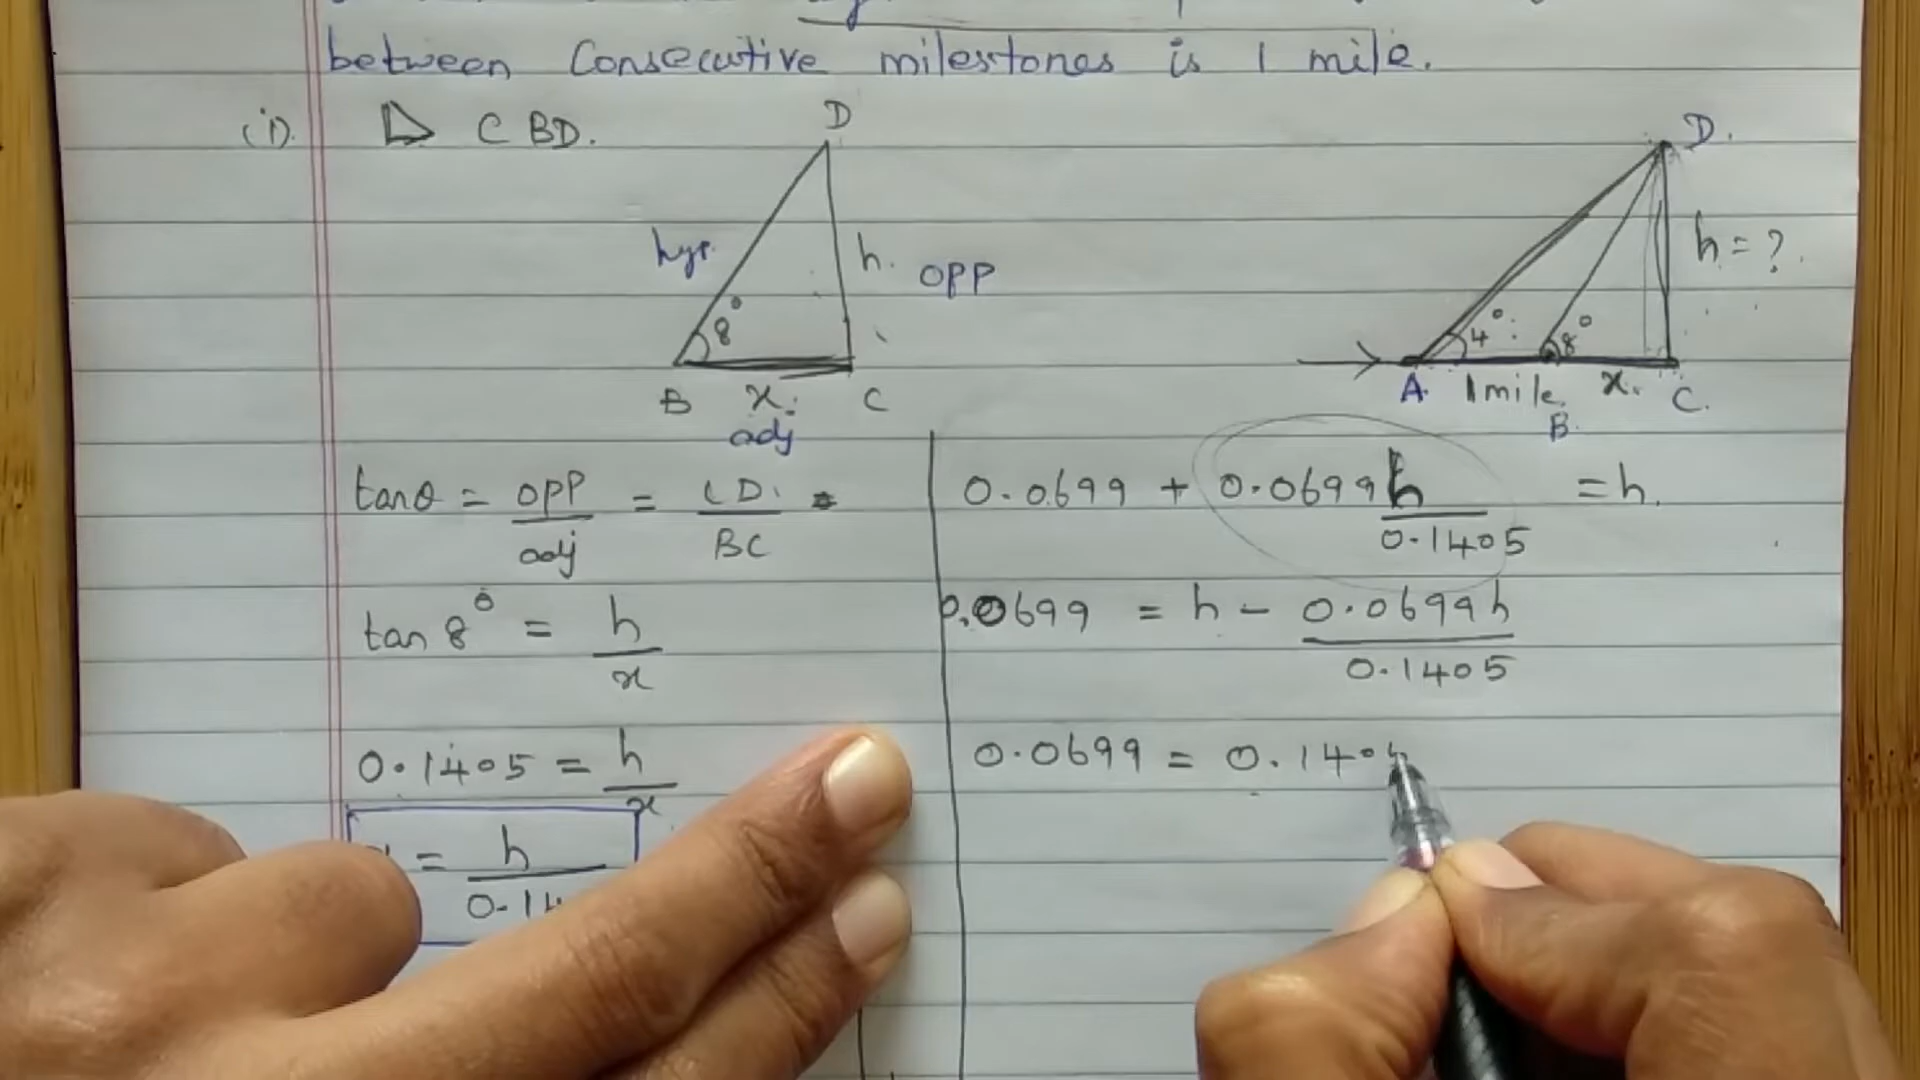 between Consecutive milestones is 1 mile.
(i). CBD.
D
hyp.
h.
opp
8°
B x. C
adj
D.
h = ?
4° 8°
A. 1 mile. x. C.
B.
tanθ = opp / adj = CD / BC
tan 8° = h / x
0.1405 = h / x
= h / 0.14
0.0699 + 0.0699h / 0.1405 = h.
0.0699 = h - 0.0699h / 0.1405
0.0699 = 0.140